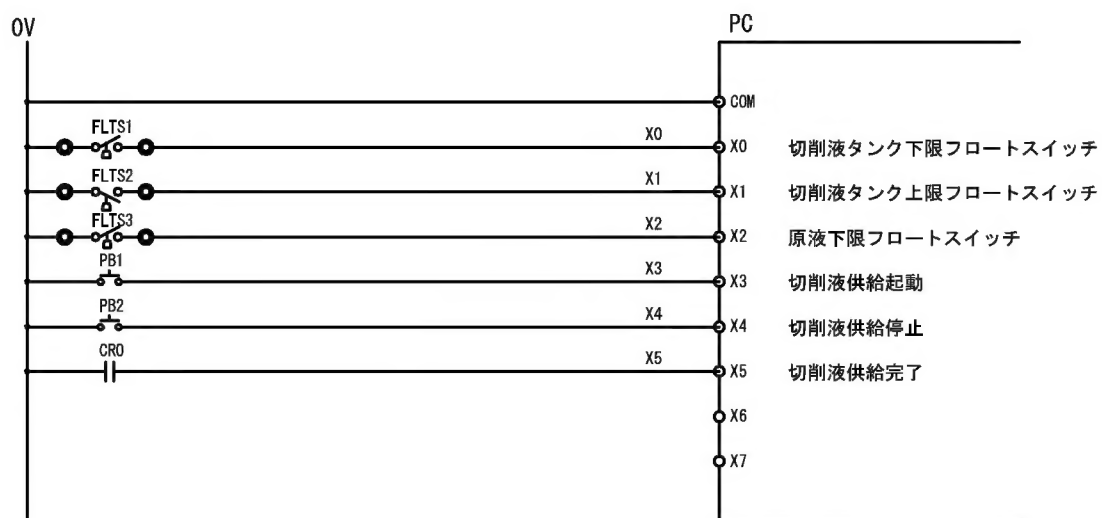 0V
PC
COM
FLTS1
X0
X0
切削液タンク下限フロートスイッチ
FLTS2
X1
X1
切削液タンク上限フロートスイッチ
FLTS3
X2
X2
原液下限フロートスイッチ
PB1
X3
X3
切削液供給起動
PB2
X4
X4
切削液供給停止
CR0
X5
X5
切削液供給完了
X6
X7